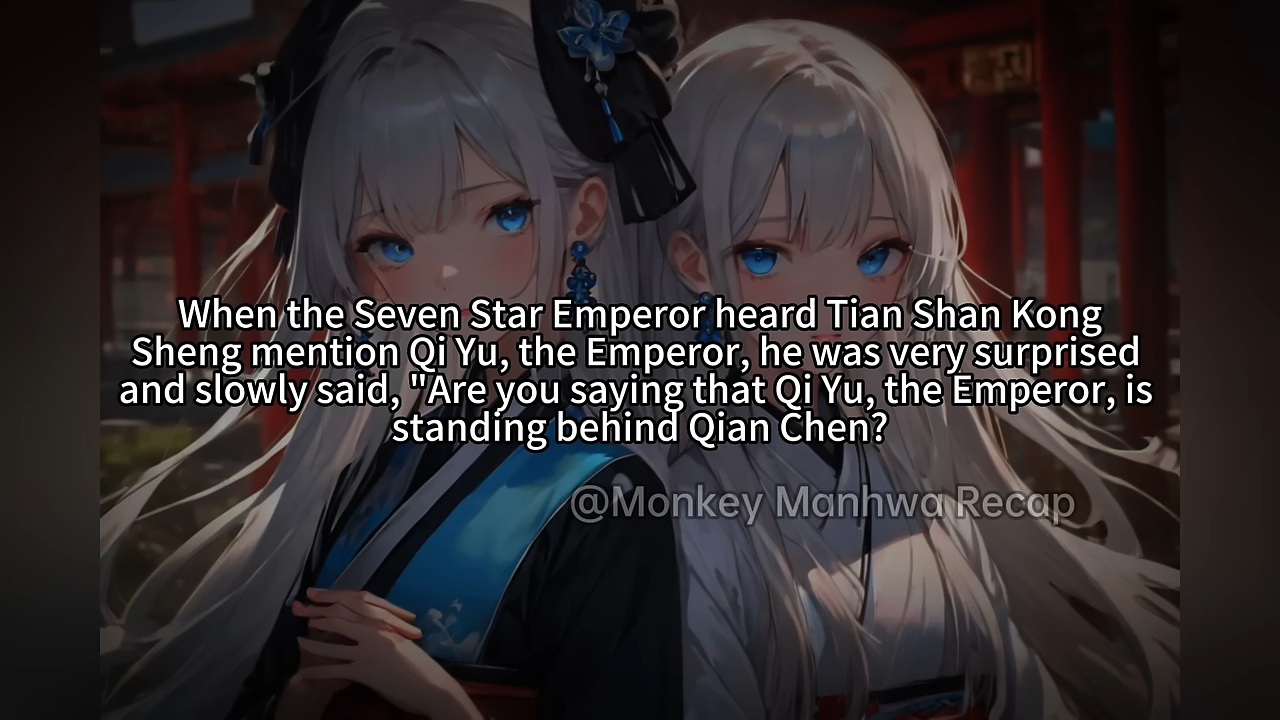 When the Seven Star Emperor heard Tian Shan Kong
Sheng mention Qi Yu, the Emperor, he was very surprised
and slowly said, "Are you saying that Qi Yu, the Emperor, is
standing behind Qian Chen?
@Monkey Manhwa Recap